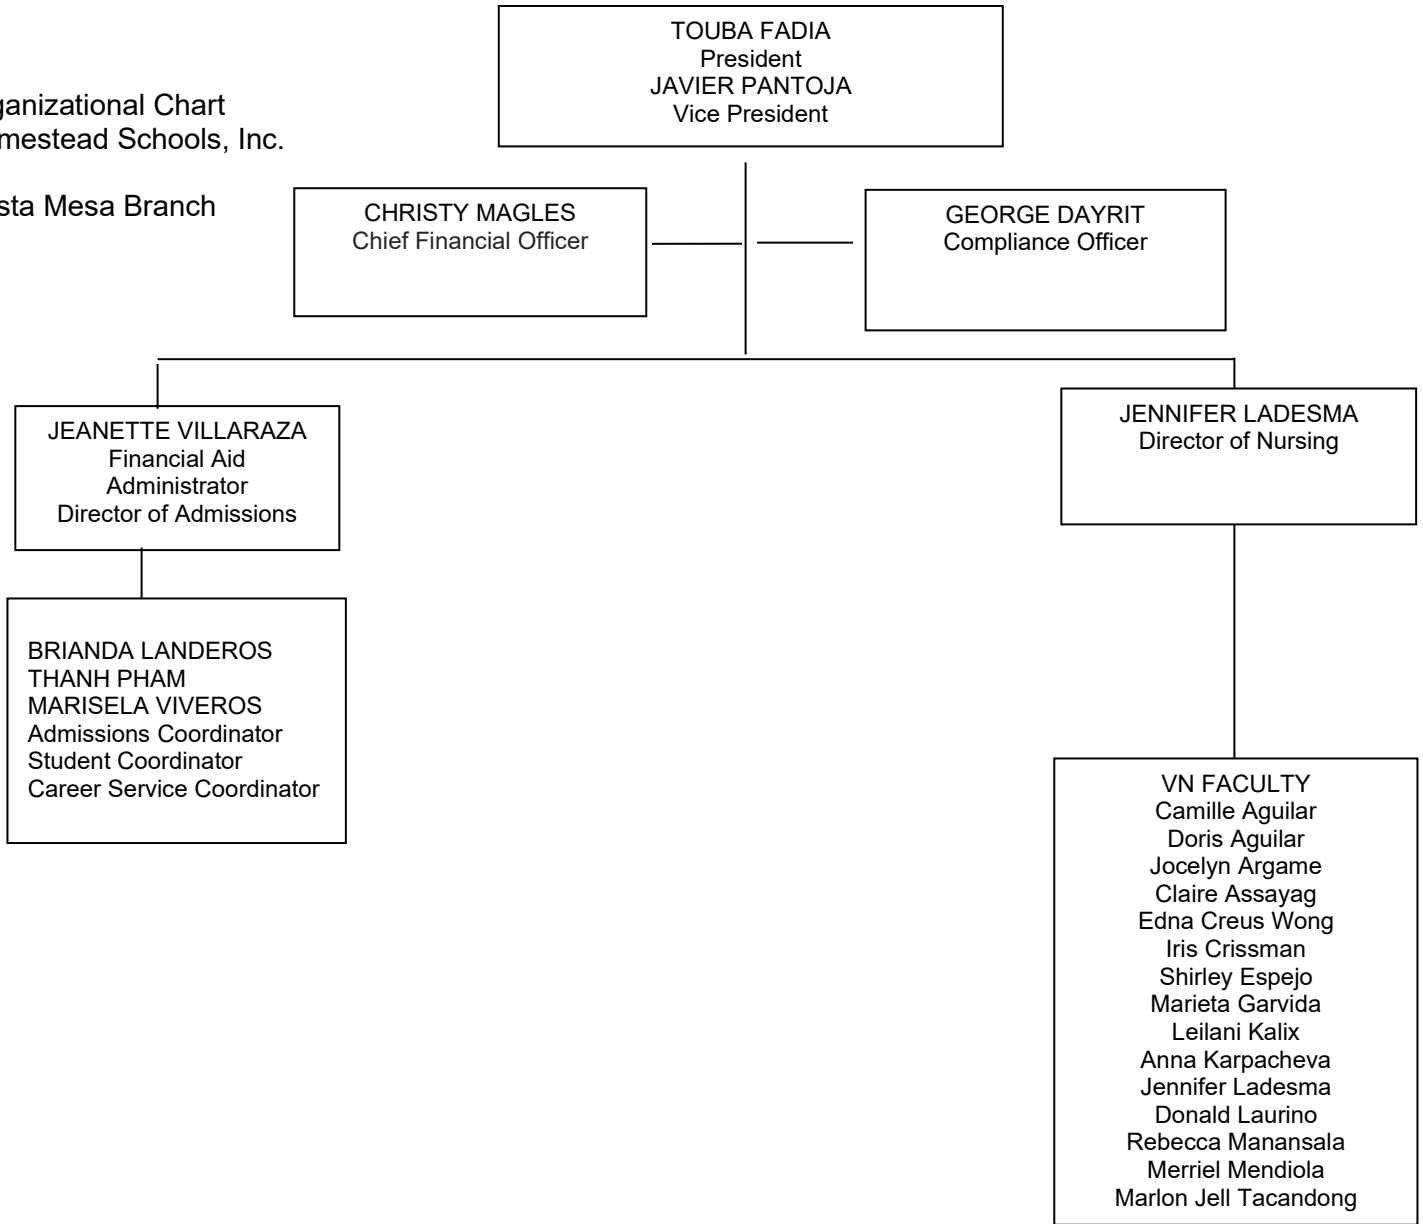 TOUBA FADIA
President
JAVIER PANTOJA
Vice President
ganizational Chart
mestead Schools, Inc.
sta Mesa Branch
CHRISTY MAGLES
Chief Financial Officer
GEORGE DAYRIT
Compliance Officer
JEANETTE VILLARAZA
Financial Aid
Administrator
Director of Admissions
JENNIFER LADESMA
Director of Nursing
BRIANDA LANDEROS
THANH PHAM
MARISELA VIVEROS
Admissions Coordinator
Student Coordinator
Career Service Coordinator
VN FACULTY
Camille Aguilar
Doris Aguilar
Jocelyn Argame
Claire Assayag
Edna Creus Wong
Iris Crissman
Shirley Espejo
Marieta Garvida
Leilani Kalix
Anna Karpacheva
Jennifer Ladesma
Donald Laurino
Rebecca Manansala
Merriel Mendiola
Marlon Jell Tacandong